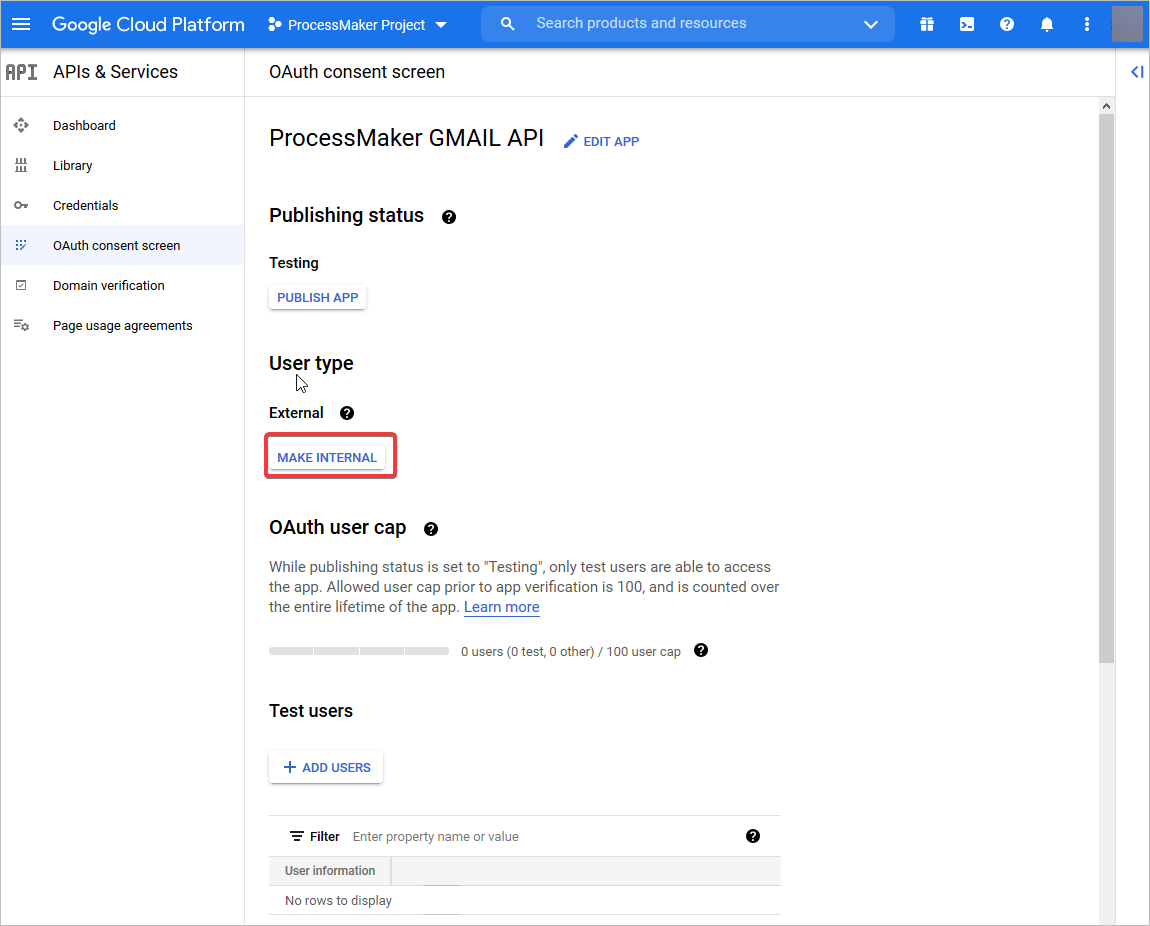 Google Cloud Platform
ProcessMaker Project
Search products and resources
API APIs & Services
OAuth consent screen
Dashboard
Library
Credentials
OAuth consent screen
Domain verification
Page usage agreements
ProcessMaker GMAIL API
EDIT APP
Publishing status
Testing
PUBLISH APP
User type
External
MAKE INTERNAL
OAuth user cap
While publishing status is set to "Testing", only test users are able to access
the app. Allowed user cap prior to app verification is 100, and is counted over
the entire lifetime of the app. Learn more
0 users (0 test, 0 other) / 100 user cap
Test users
+ ADD USERS
Filter Enter property name or value
User information
No rows to display